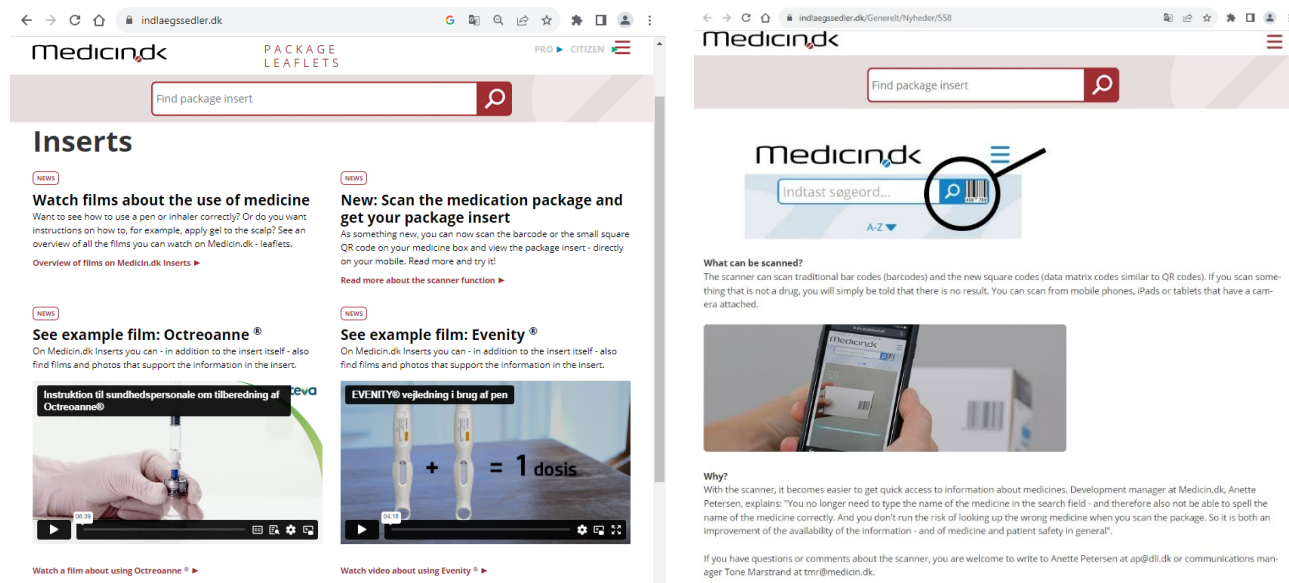 indlaegssedler.dk
Medicin.dk
PACKAGE
LEAFLETS
PRO ▶ CITIZEN ▶
Find package insert
Inserts
NEWS
Watch films about the use of medicine
Want to see how to use a pen or inhaler correctly? Or do you want
instructions on how to, for example, apply gel to the scalp? See an
overview of all the films you can watch on Medicin.dk - leaflets.
Overview of films on Medicin.dk Inserts ▶
NEWS
New: Scan the medication package and
get your package insert
As something new, you can now scan the barcode or the small square
QR code on your medicine box and view the package insert - directly
on your mobile. Read more and try it!
Read more about the scanner function ▶
NEWS
See example film: Octreoanne ®
On Medicin.dk Inserts you can - in addition to the insert itself - also
find films and photos that support the information in the insert.
Instruktion til sundhedspersonale om tilberedning af
Octreoanne®
teva
06:39
CC
Watch a film about using Octreoanne ® ▶
NEWS
See example film: Evenity ®
On Medicin.dk Inserts you can - in addition to the insert itself - also
find films and photos that support the information in the insert.
EVENITY® vejledning i brug af pen
+ = 1 dosis
04:18
Watch video about using Evenity ® ▶
indlaegssedler.dk/Generelt/Nyheder/558
Medicin.dk
Find package insert
Medicin.dk
Indtast søgeord...
A-Z
What can be scanned?
The scanner can scan traditional bar codes (barcodes) and the new square codes (data matrix codes similar to QR codes). If you scan some-
thing that is not a drug, you will simply be told that there is no result. You can scan from mobile phones, iPads or tablets that have a cam-
era attached.
Medicin.dk
Why?
With the scanner, it becomes easier to get quick access to information about medicines. Development manager at Medicin.dk, Anette
Petersen, explains: "You no longer need to type the name of the medicine in the search field - and therefore also not be able to spell the
name of the medicine correctly. And you don't run the risk of looking up the wrong medicine when you scan the package. So it is both an
improvement of the availability of the information - and of medicine and patient safety in general".
If you have questions or comments about the scanner, you are welcome to write to Anette Petersen at ap@dli.dk or communications man-
ager Tone Marstrand at tmr@medicin.dk.